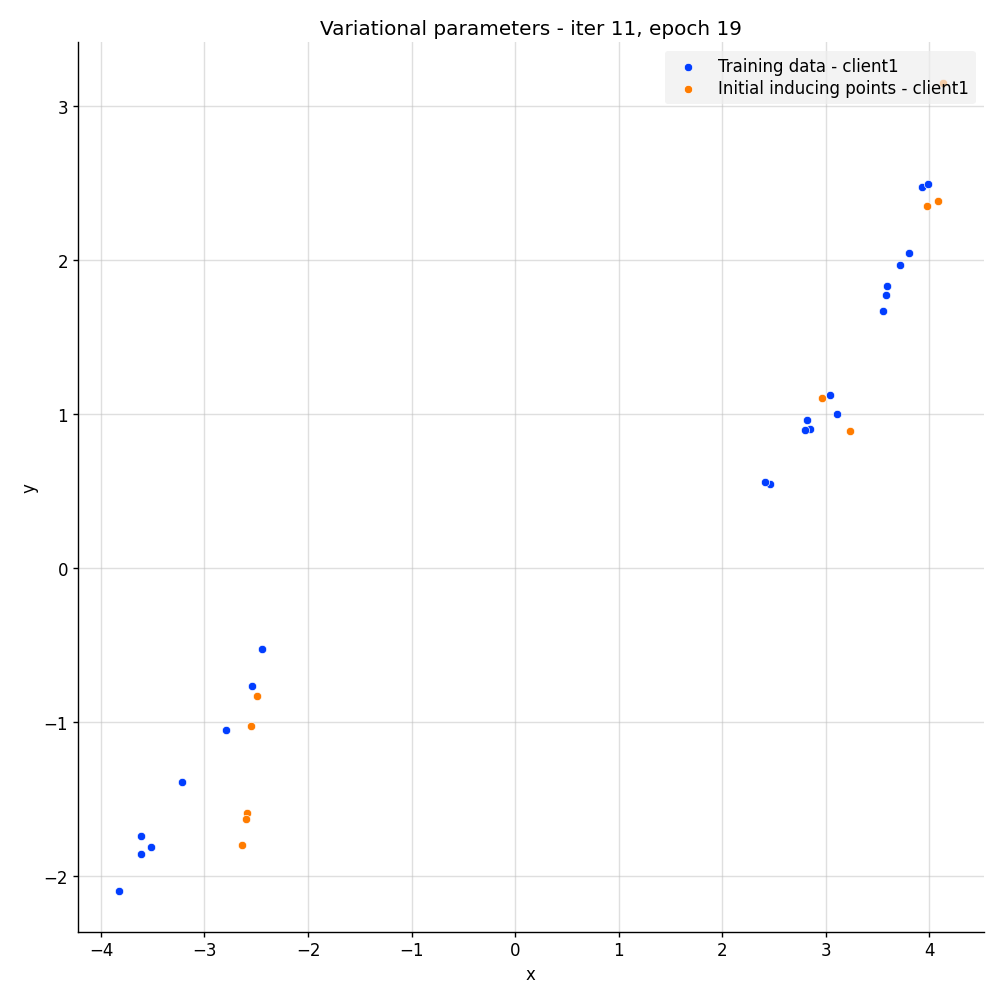 Variational parameters - iter 11, epoch 19
Training data - client1
Initial inducing points - client1
3
2
1
0
−1
−2
y
−4 −3 −2 −1 0 1 2 3 4
x